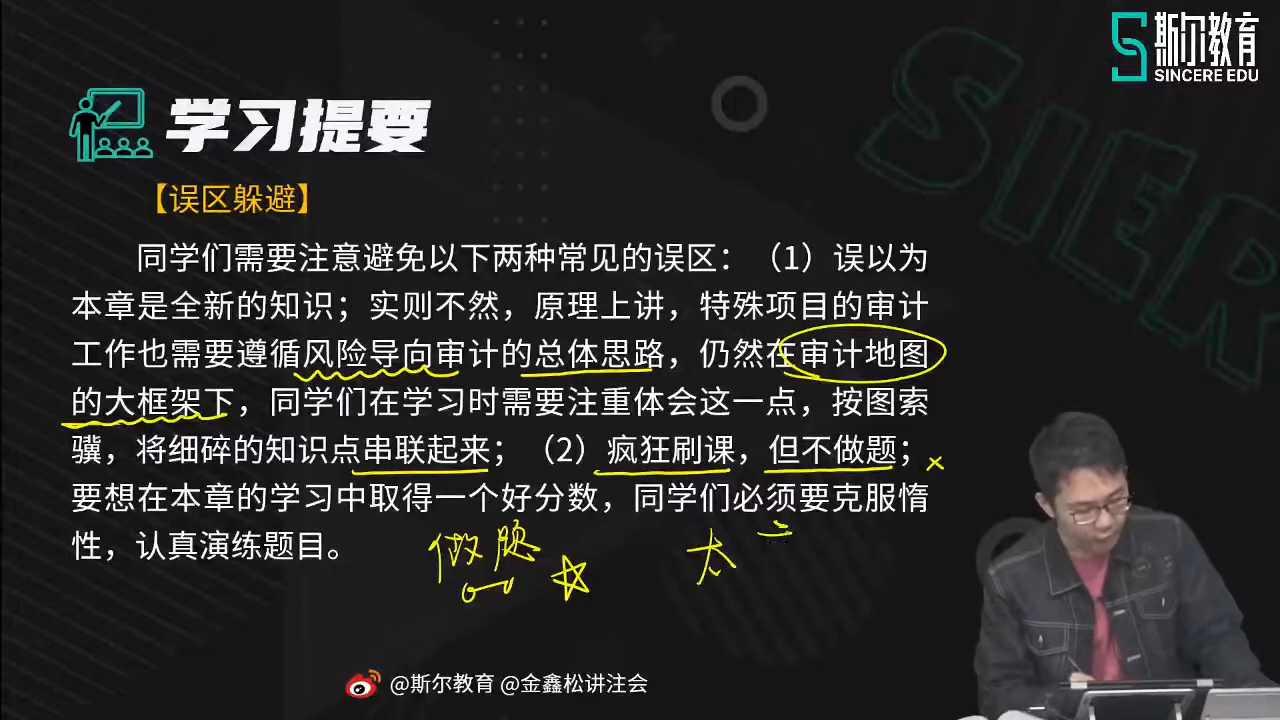 斯尔教育
SINCERE EDU
学习提要
【误区躲避】
同学们需要注意避免以下两种常见的误区：（1）误以为
本章是全新的知识；实则不然，原理上讲，特殊项目的审计
工作也需要遵循风险导向审计的总体思路，仍然在审计地图
的大框架下，同学们在学习时需要注重体会这一点，按图索
骥，将细碎的知识点串联起来；（2）疯狂刷课，但不做题；
要想在本章的学习中取得一个好分数，同学们必须要克服惰
性，认真演练题目。
做题 太
@斯尔教育 @金鑫松讲注会